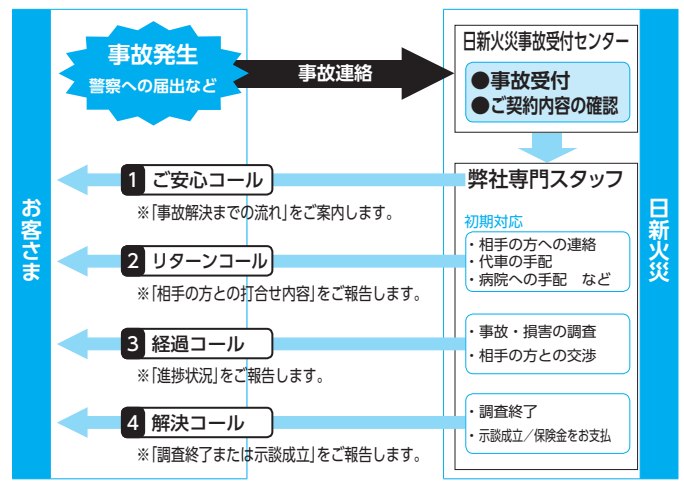 お客さま
事故発生
警察への届出など
事故連絡
日新火災事故受付センター
●事故受付
●ご契約内容の確認
日新火災
弊社専門スタッフ
1 ご安心コール
※「事故解決までの流れ」をご案内します。
初期対応
・相手の方への連絡
・代車の手配
・病院への手配 など
2 リターンコール
※「相手の方との打合せ内容」をご報告します。
・事故・損害の調査
・相手の方との交渉
3 経過コール
※「進捗状況」をご報告します。
・調査終了
・示談成立／保険金をお支払
4 解決コール
※「調査終了または示談成立」をご報告します。